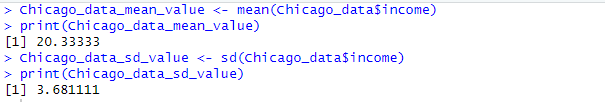 > Chicago_data_mean_value <- mean(Chicago_data$income)
> print(Chicago_data_mean_value)
[1] 20.33333
> Chicago_data_sd_value <- sd(Chicago_data$income)
> print(Chicago_data_sd_value)
[1] 3.681111